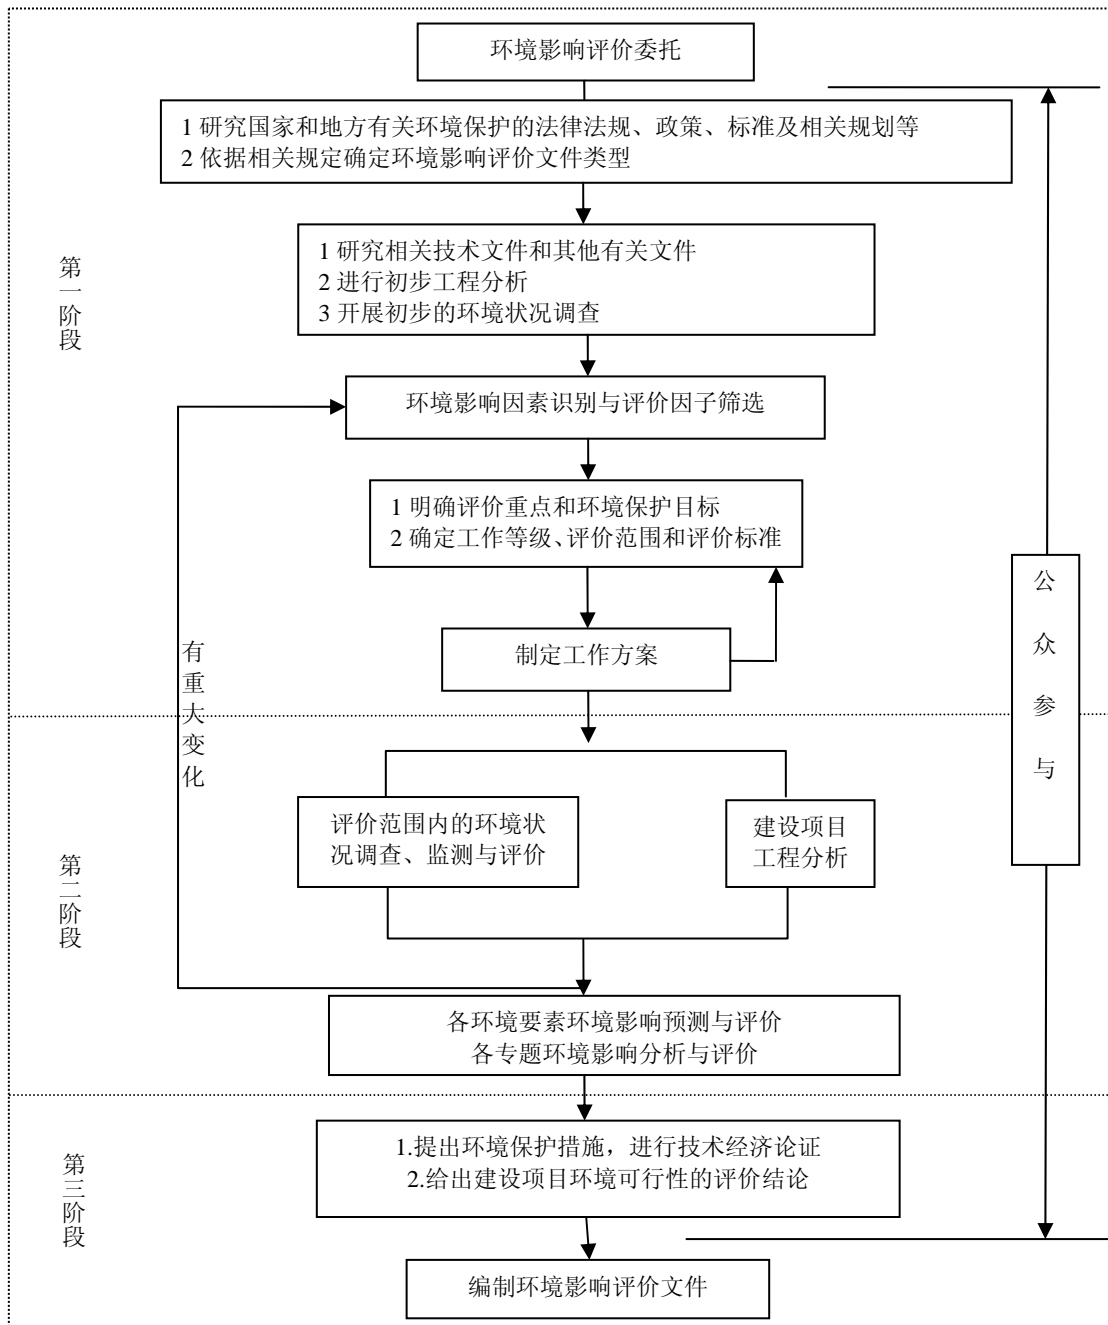 环境影响评价委托
1 研究国家和地方有关环境保护的法律法规、政策、标准及相关规划等
2 依据相关规定确定环境影响评价文件类型
第一阶段
1 研究相关技术文件和其他有关文件
2 进行初步工程分析
3 开展初步的环境状况调查
环境影响因素识别与评价因子筛选
1 明确评价重点和环境保护目标
2 确定工作等级、评价范围和评价标准
公众参与
制定工作方案
有重大变化
第二阶段
评价范围内的环境状
况调查、监测与评价
建设项目
工程分析
各环境要素环境影响预测与评价
各专题环境影响分析与评价
第三阶段
1.提出环境保护措施，进行技术经济论证
2.给出建设项目环境可行性的评价结论
编制环境影响评价文件